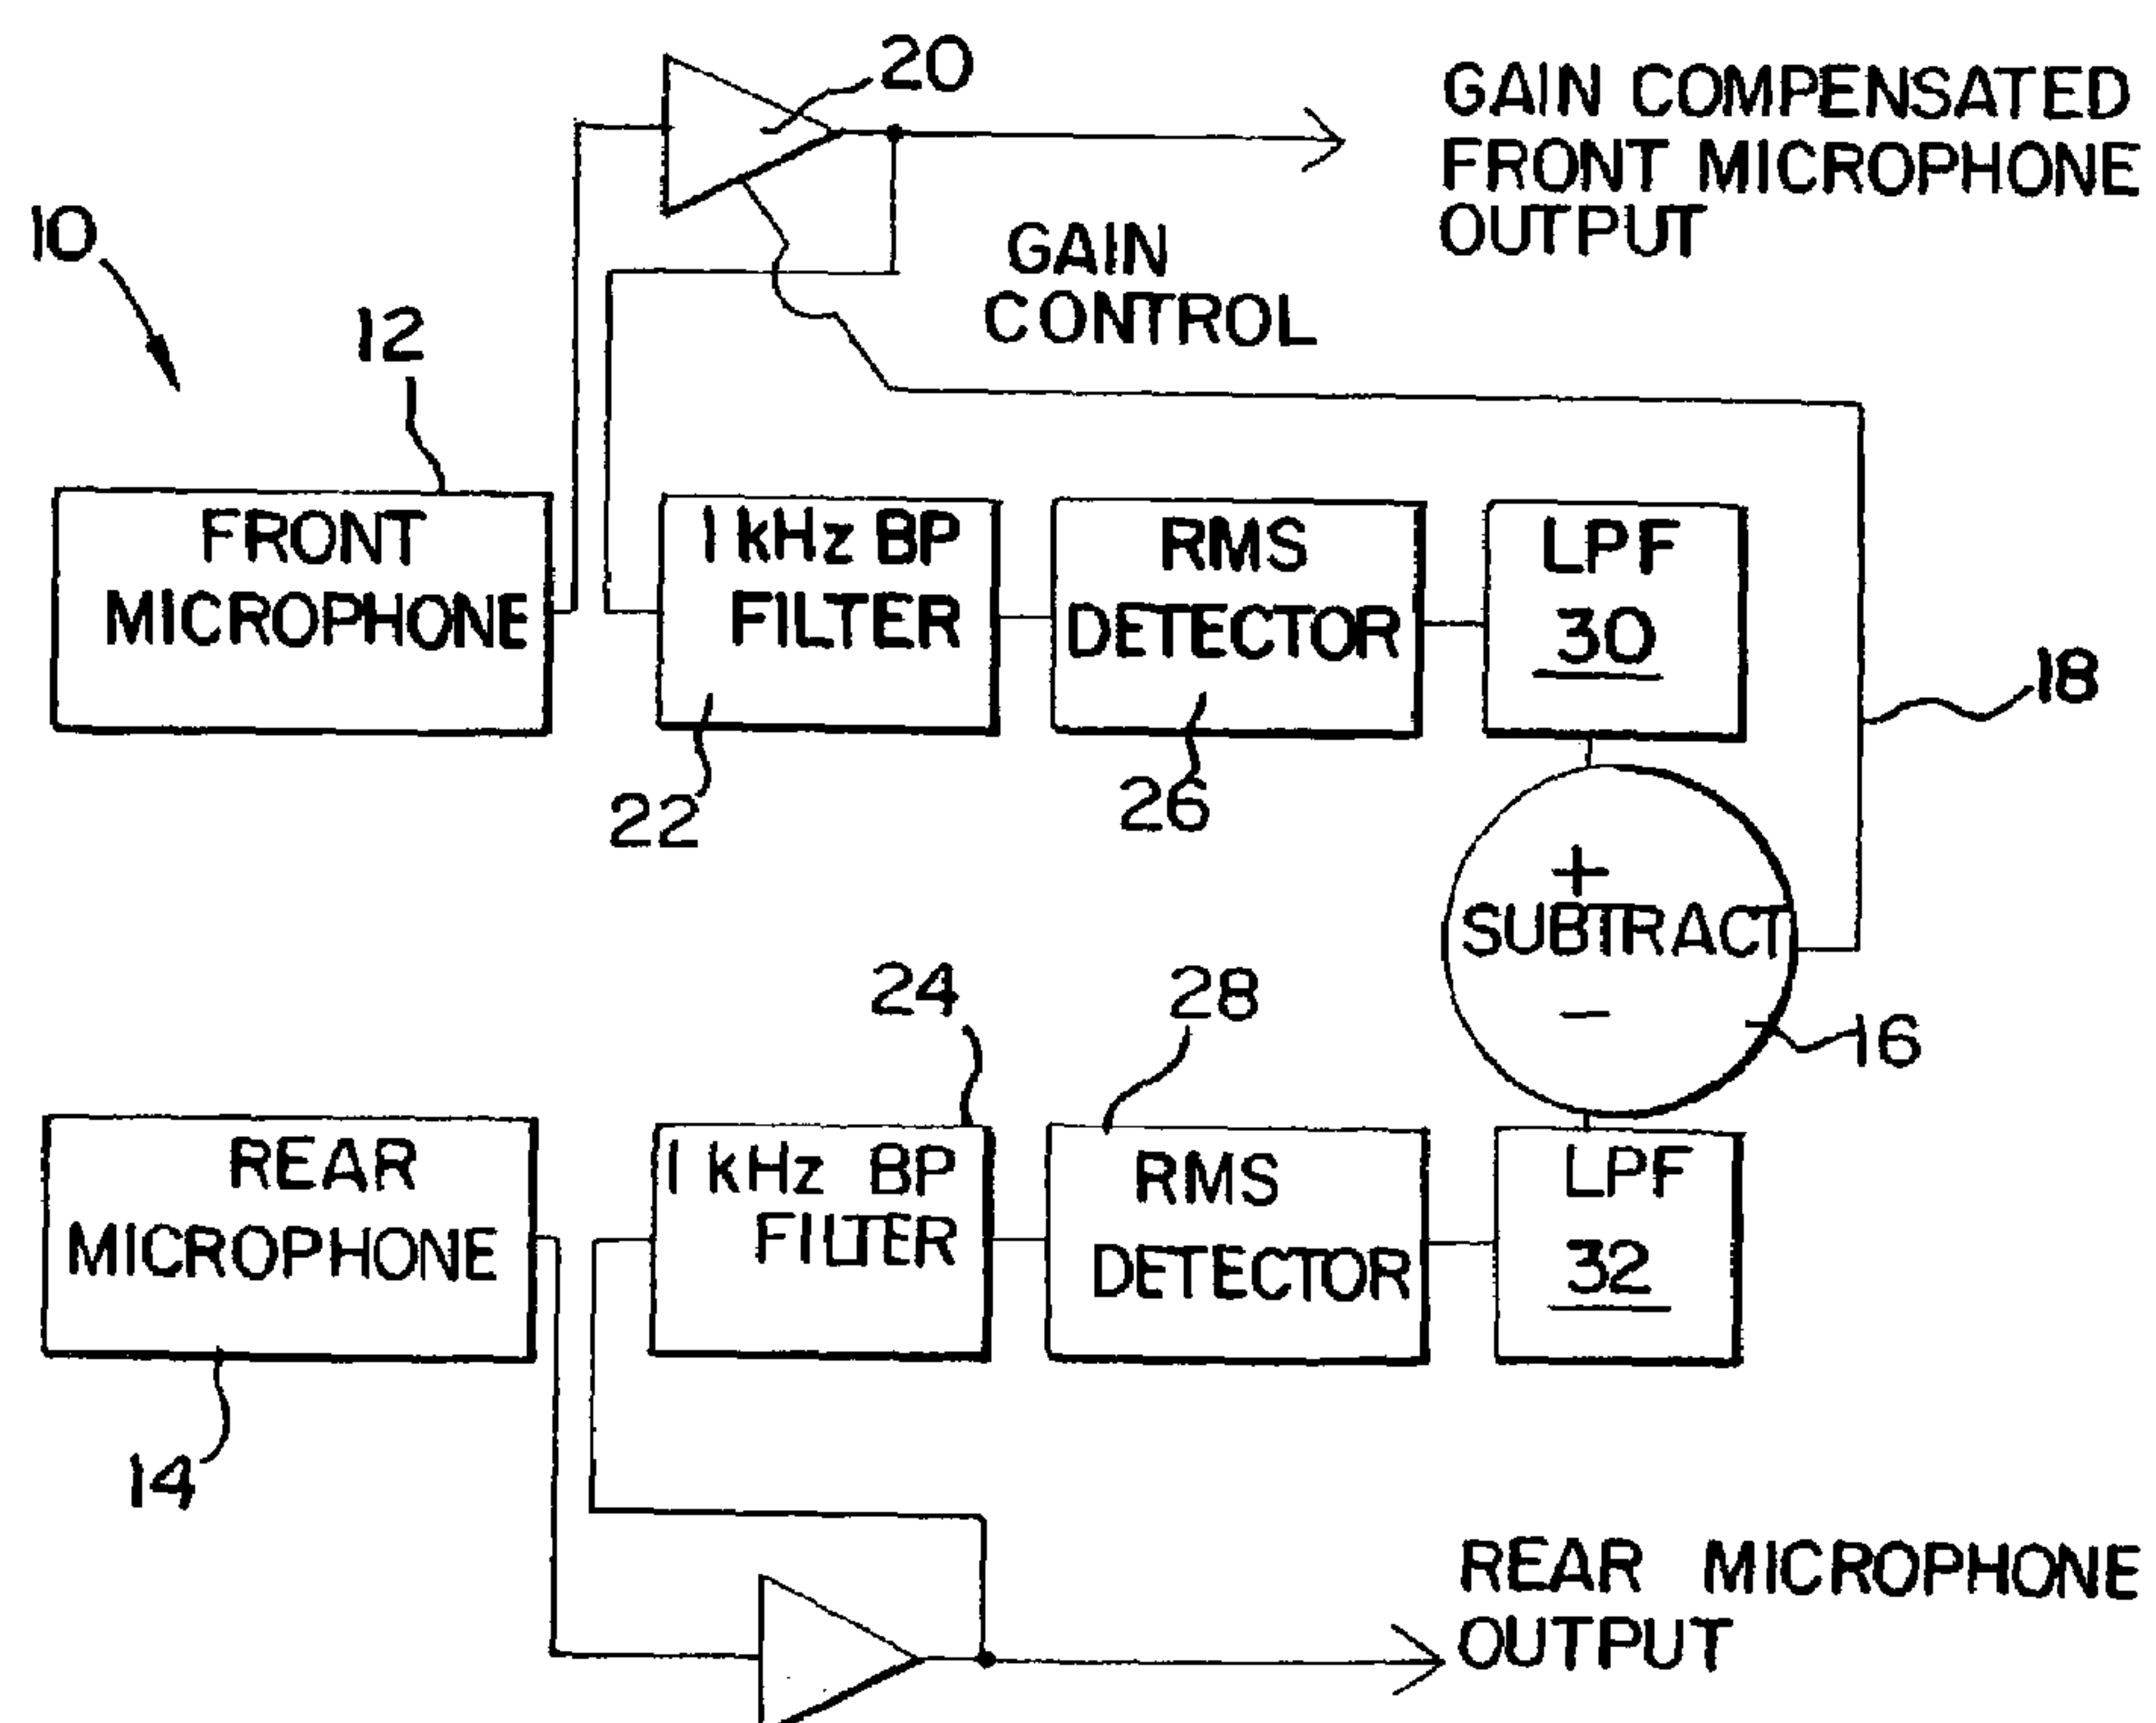 20
GAIN COMPENSATED
FRONT MICROPHONE
OUTPUT
10
GAIN
CONTROL
12
FRONT
MICROPHONE
1 kHz BP
FILTER
RMS
DETECTOR
LPF
30
18
22
26
+
SUBTRACT
−
16
24
28
REAR
MICROPHONE
1 kHz BP
FILTER
RMS
DETECTOR
LPF
32
14
REAR MICROPHONE
OUTPUT